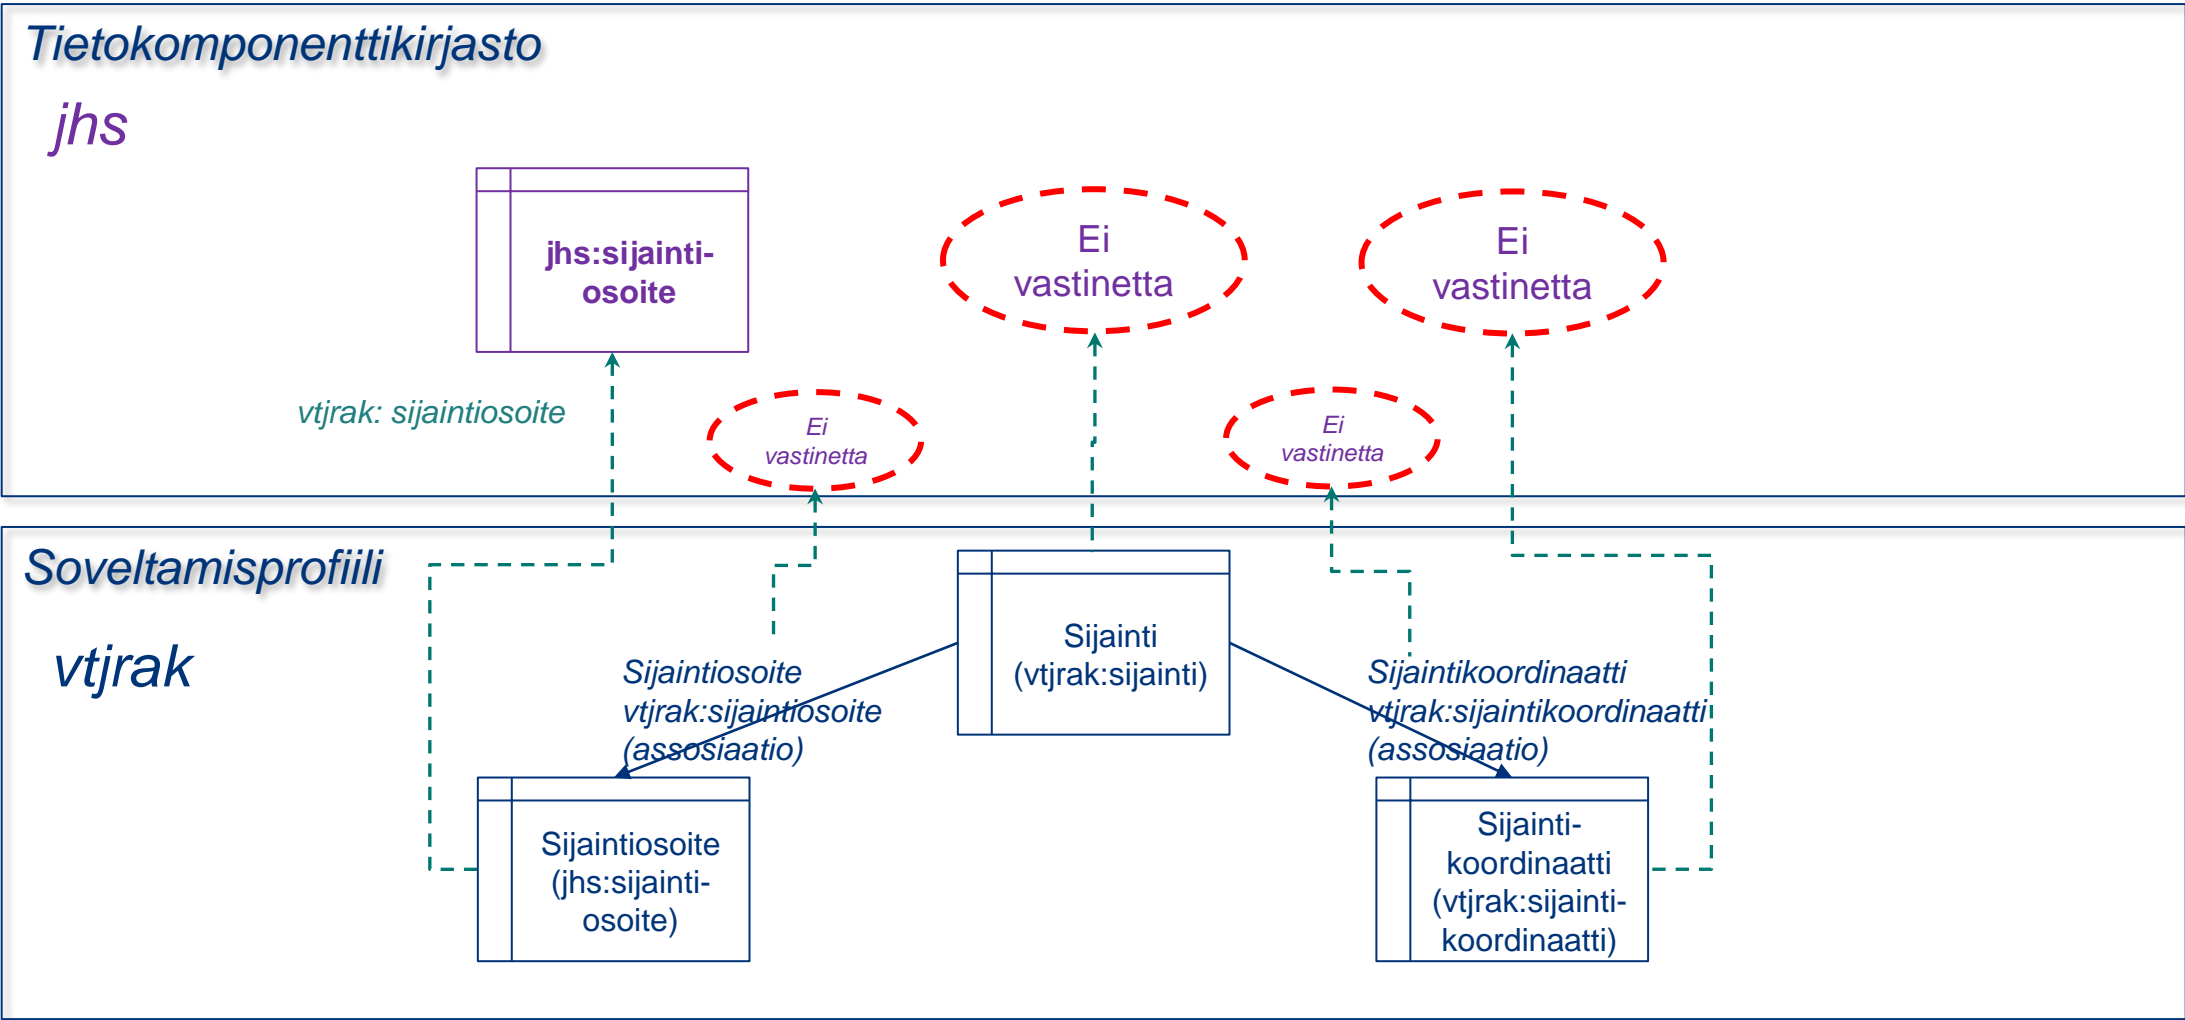 Tietokomponenttikirjasto
jhs
jhs:sijainti-
osoite
Ei
vastinetta
Ei
vastinetta
vtjrak: sijaintiosoite
Ei
vastinetta
Ei
vastinetta
Soveltamisprofiili
vtjrak
Sijainti
(vtjrak:sijainti)
Sijaintiosoite
vtjrak:sijaintiosoite
(assosiaatio)
Sijaintikoordinaatti
vtjrak:sijaintikoordinaatti
(assosiaatio)
Sijaintiosoite
(jhs:sijainti-
osoite)
Sijainti-
koordinaatti
(vtjrak:sijainti-
koordinaatti)